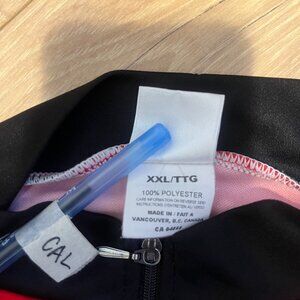 XXL/TTG
100% POLYESTER
CARE INFORMATION ON REVERSE SIDE
INSTRUCTIONS D'ENTRETIEN AU VERSO
MADE IN / FAIT A
VANCOUVER, B.C. CANADA
CA
CAL